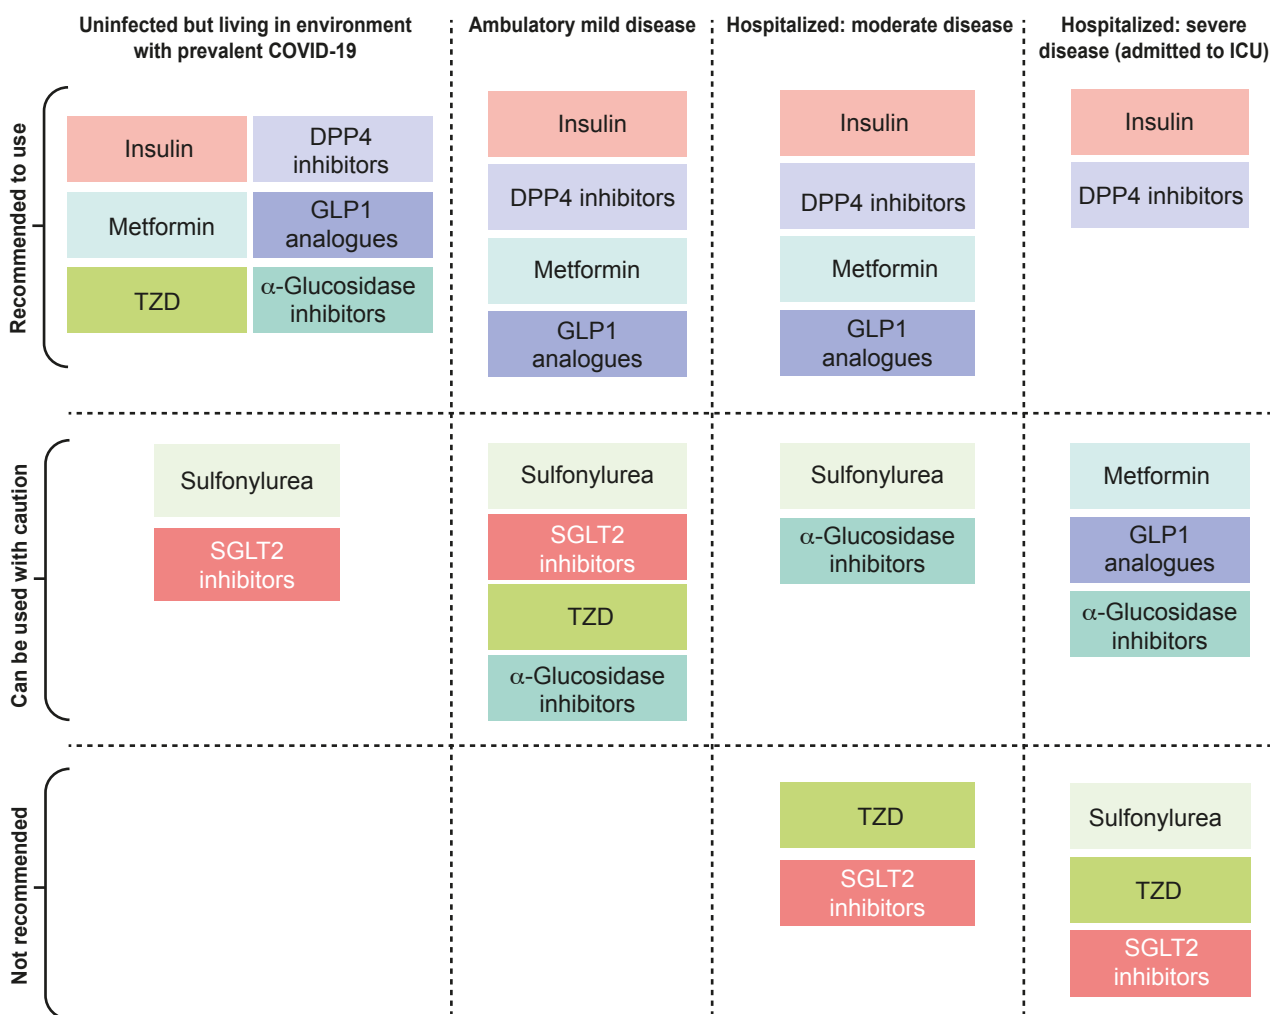 Uninfected but living in environment
with prevalent COVID-19
Ambulatory mild disease
Hospitalized: moderate disease
Hospitalized: severe
disease (admitted to ICU)
Recommended to use
Insulin
DPP4
inhibitors
Metformin
GLP1
analogues
TZD
α-Glucosidase
inhibitors
Insulin
DPP4 inhibitors
Metformin
GLP1
analogues
Insulin
DPP4 inhibitors
Metformin
GLP1
analogues
Insulin
DPP4 inhibitors
Can be used with caution
Sulfonylurea
SGLT2
inhibitors
Sulfonylurea
SGLT2
inhibitors
TZD
α-Glucosidase
inhibitors
Sulfonylurea
α-Glucosidase
inhibitors
Metformin
GLP1
analogues
α-Glucosidase
inhibitors
Not recommended
TZD
SGLT2
inhibitors
Sulfonylurea
TZD
SGLT2
inhibitors